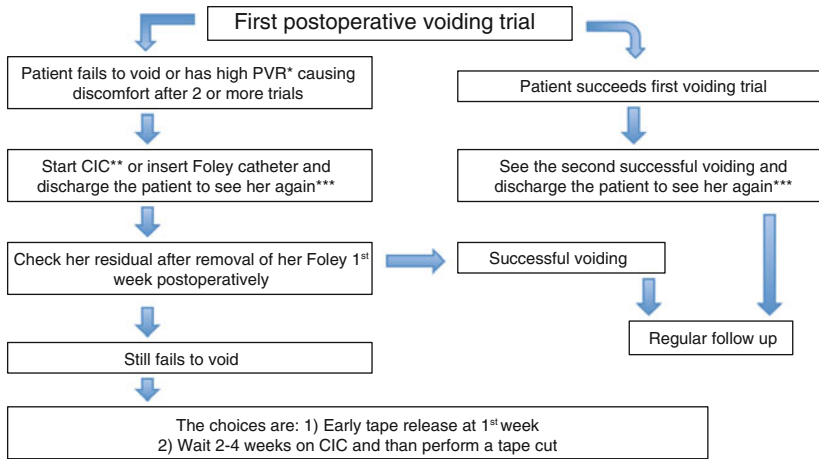 First postoperative voiding trial
Patient fails to void or has high PVR* causing
discomfort after 2 or more trials
Patient succeeds first voiding trial
Start CIC** or insert Foley catheter and
discharge the patient to see her again***
See the second successful voiding and
discharge the patient to see her again***
Check her residual after removal of her Foley 1st
week postoperatively
Successful voiding
Regular follow up
Still fails to void
The choices are: 1) Early tape release at 1st week
2) Wait 2-4 weeks on CIC and than perform a tape cut